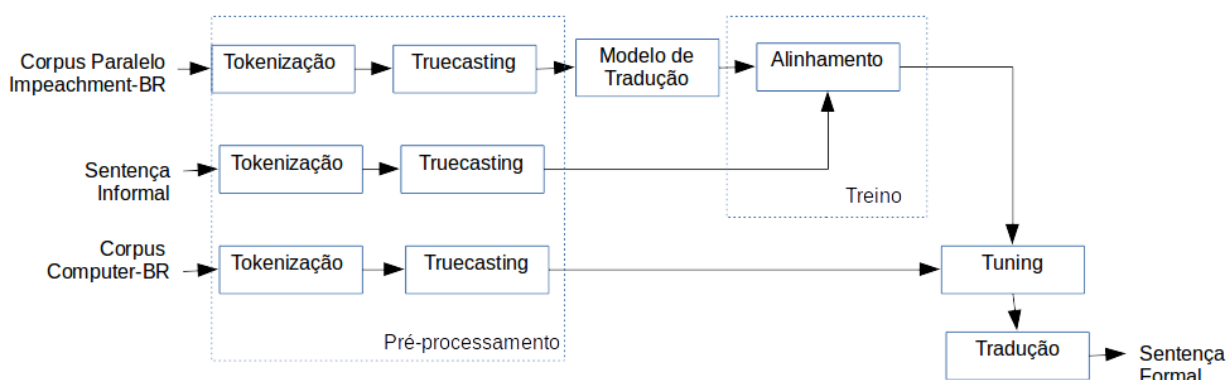 Corpus Paralelo
Impeachment-BR
Tokenização
Truecasting
Modelo de
Tradução
Alinhamento
Sentença
Informal
Tokenização
Truecasting
Treino
Corpus
Computer-BR
Tokenização
Truecasting
Tuning
Pré-processamento
Tradução
Sentença
Formal